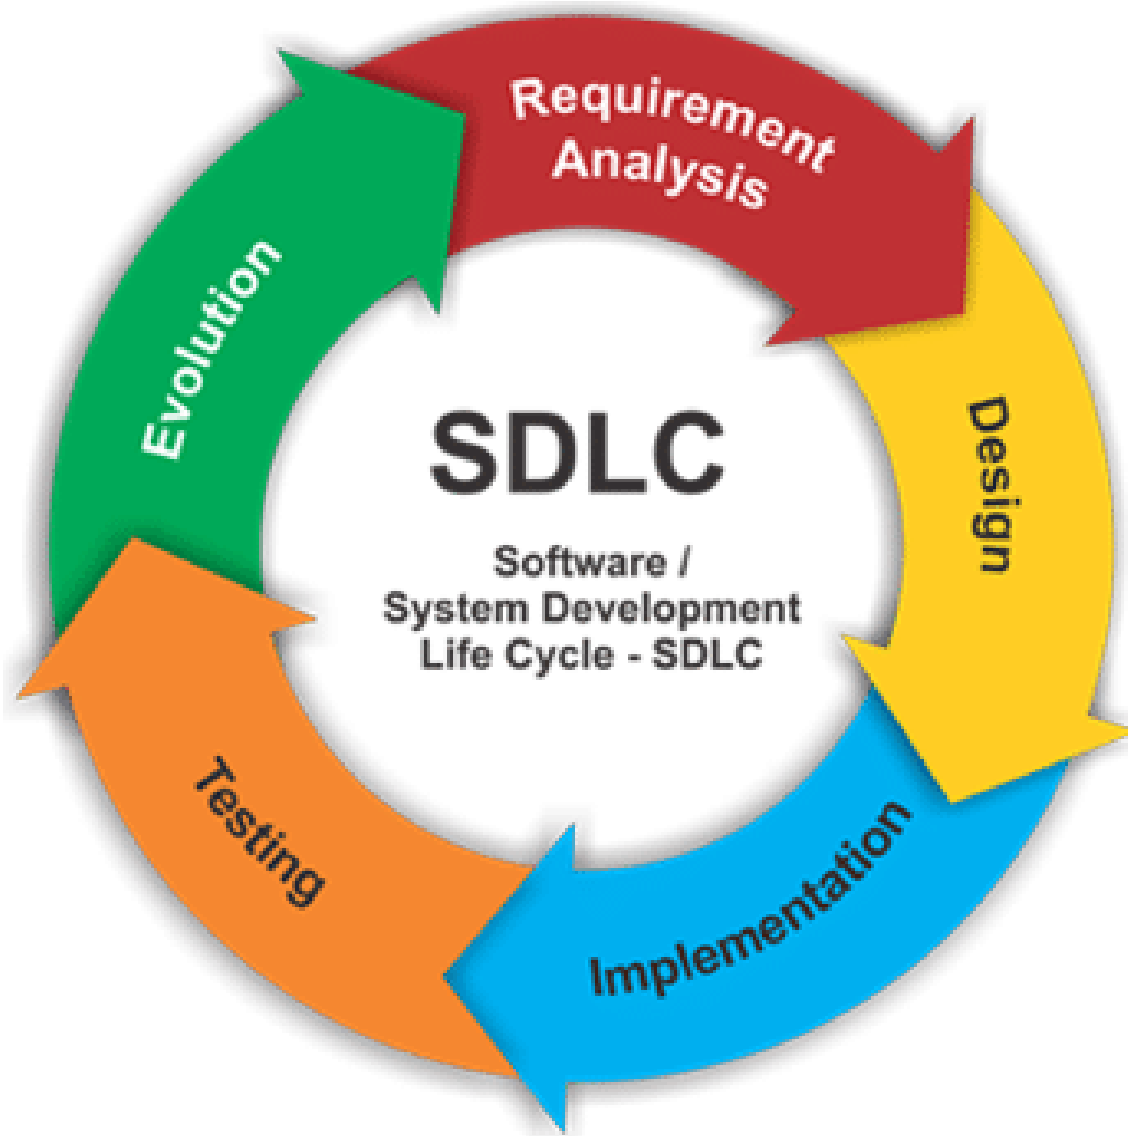 Requirement
Analysis
Design
Implementation
Testing
Evolution
SDLC
Software /
System Development
Life Cycle - SDLC